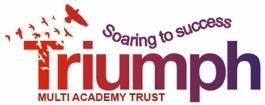 Soaring to success
Triumph
MULTI ACADEMY TRUST